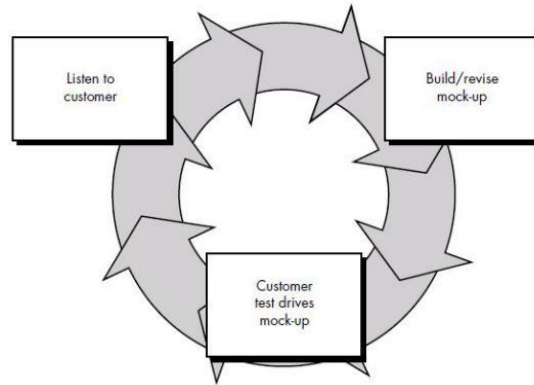 Listen to
customer
Build/revise
mock-up
Customer
test drives
mock-up